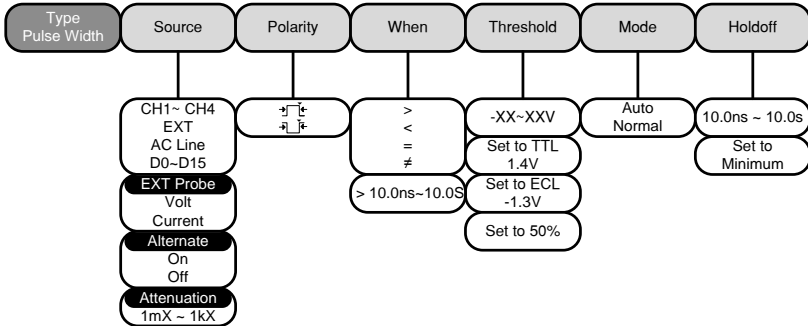 Type
Pulse Width
Source
Polarity
When
Threshold
Mode
Holdoff
CH1~ CH4
EXT
AC Line
D0~D15
EXT Probe
Volt
Current
Alternate
On
Off
Attenuation
1mX ~ 1kX
>
<
=
≠
> 10.0ns~10.0S
-XX~XXV
Set to TTL
1.4V
Set to ECL
-1.3V
Set to 50%
Auto
Normal
10.0ns ~ 10.0s
Set to
Minimum